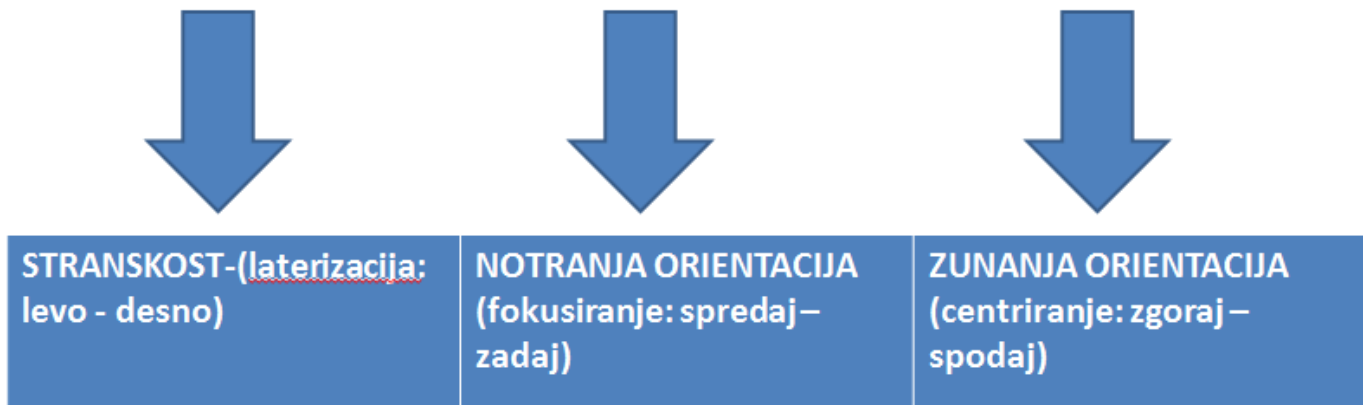 STRANSKOST-(laterizacija:
levo - desno)
NOTRANJA ORIENTACIJA
(fokusiranje: spredaj –
zadaj)
ZUNANJA ORIENTACIJA
(centriranje: zgoraj –
spodaj)